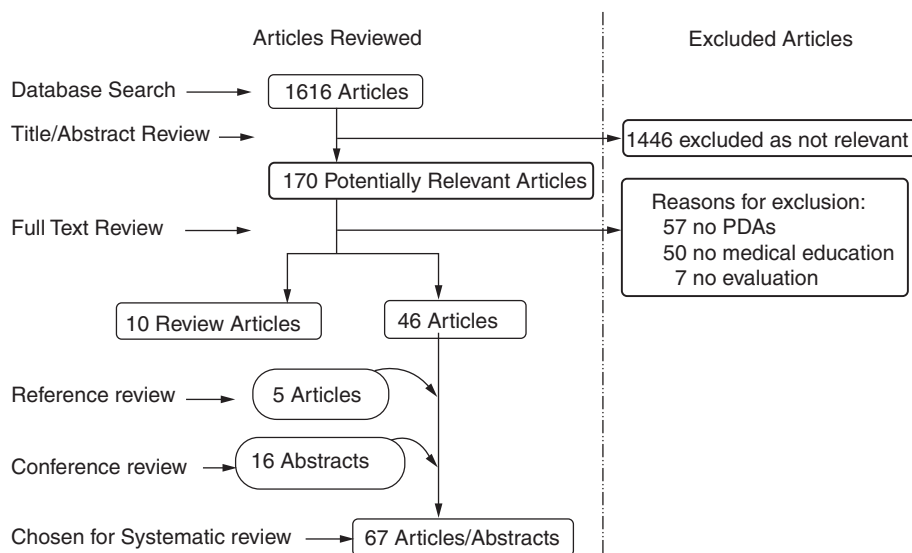 Articles Reviewed
Excluded Articles
Database Search
1616 Articles
Title/Abstract Review
1446 excluded as not relevant
170 Potentially Relevant Articles
Full Text Review
Reasons for exclusion:
57 no PDAs
50 no medical education
7 no evaluation
10 Review Articles
46 Articles
Reference review
5 Articles
Conference review
16 Abstracts
Chosen for Systematic review
67 Articles/Abstracts